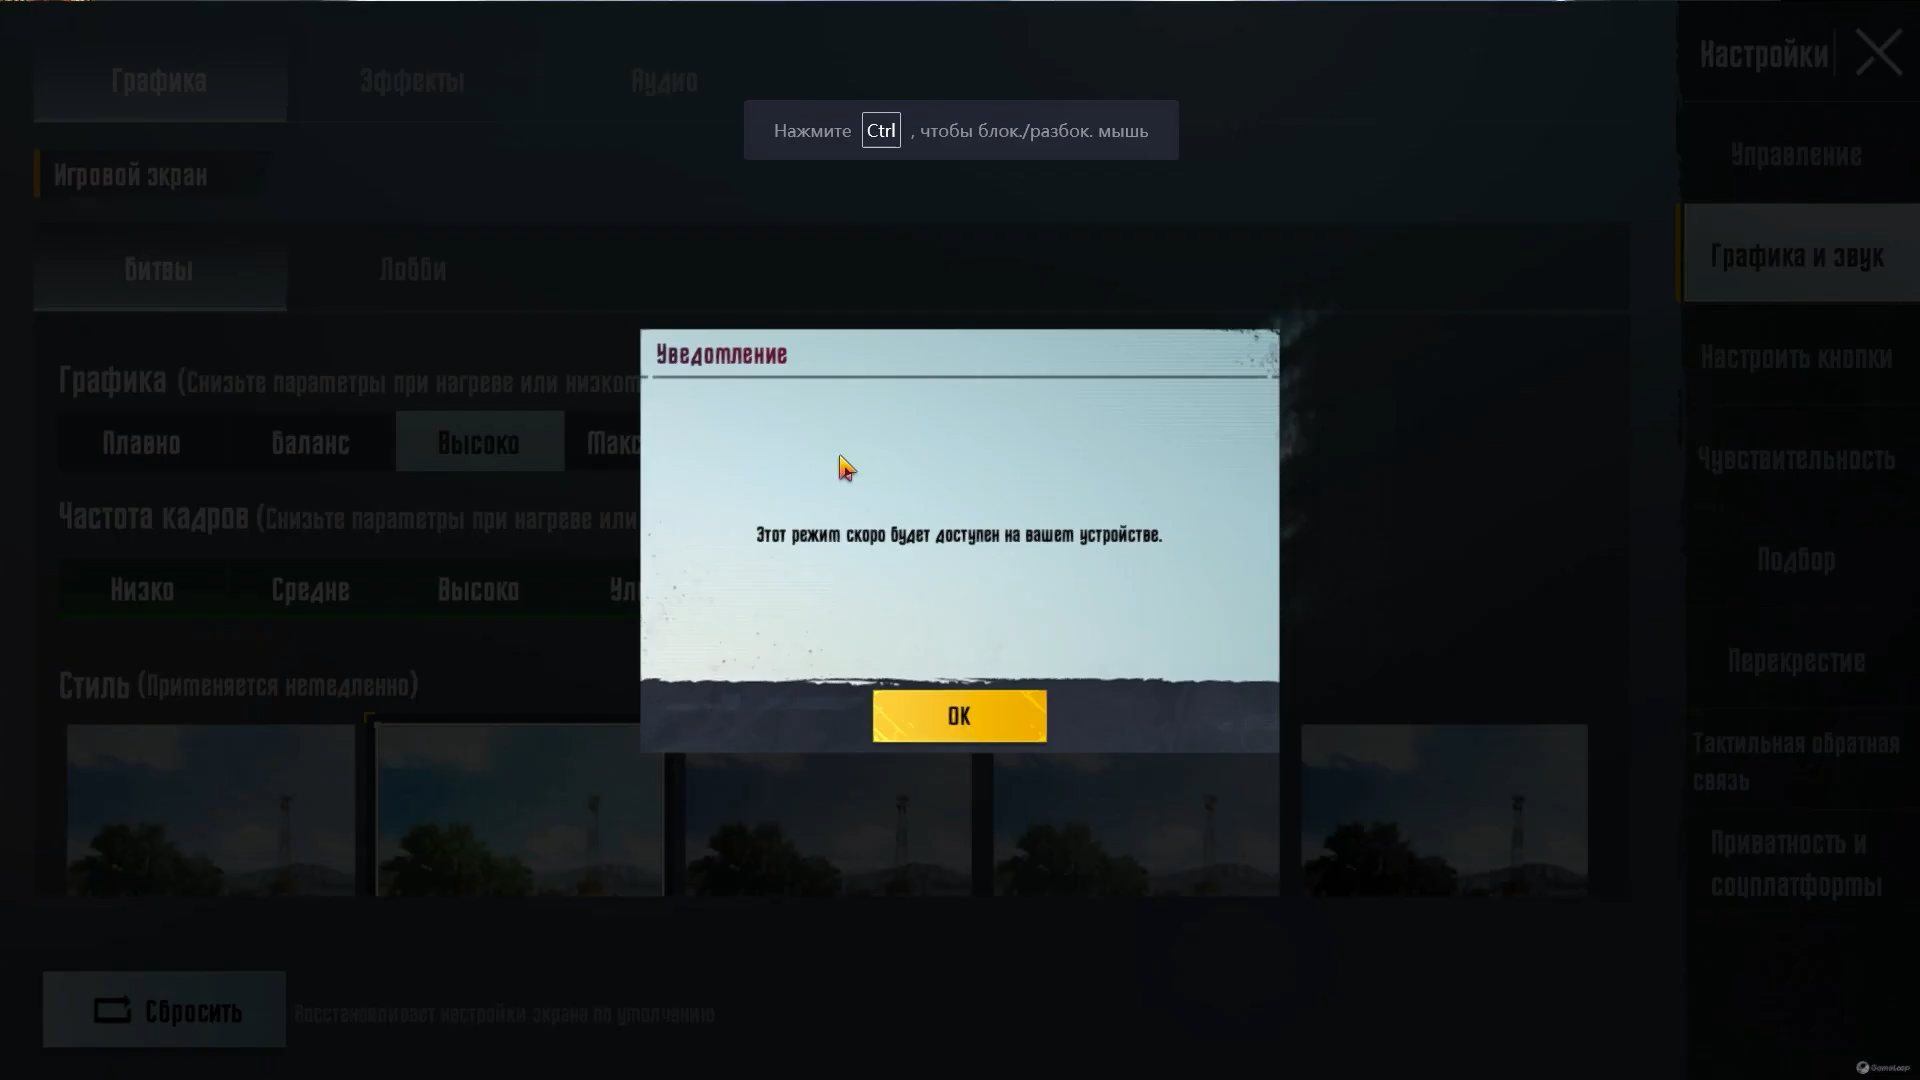 Графика
Эффекты
Аудио
Настройки
Нажмите Ctrl , чтобы блок./разбок. мышь
Управление
Игровой экран
Графика и звук
Битвы
Лобби
Уведомление
Настроить кнопки
Графика (Снизьте параметры при нагреве или
Плавно
Баланс
Высоко
Чувствительность
Частота кадров (Снизьте параметры при нагреве или
Этот режим скоро будет доступен на вашем устройстве.
Подбор
Низко
Средне
Высоко
Перекрестие
Стиль (Применяется немедленно)
OK
Тактильная обратная
связь
Приватность и
соцплатформы
Сбросить
Восстанавливает настройки экрана по умолчанию
GameLoop